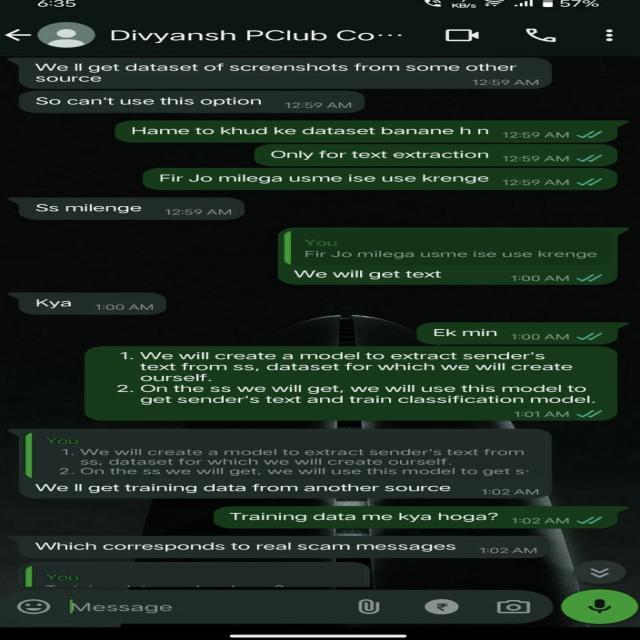 6:35
KB/s
57%
Divyansh PClub Co···
We ll get dataset of screenshots from some other
source
12:59 AM
So can't use this option 12:59 AM
Hame to khud ke dataset banane h n 12:59 AM
Only for text extraction 12:59 AM
Fir Jo milega usme ise use krenge 12:59 AM
Ss milenge 12:59 AM
You
Fir Jo milega usme ise use krenge
We will get text 1:00 AM
Kya 1:00 AM
Ek min 1:00 AM
1. We will create a model to extract sender's
text from ss, dataset for which we will create
ourself.
2. On the ss we will get, we will use this model to
get sender's text and train classification model.
1:01 AM
You
1. We will create a model to extract sender's text from
ss, dataset for which we will create ourself.
2. On the ss we will get, we will use this model to get s·
We ll get training data from another source 1:02 AM
Training data me kya hoga? 1:02 AM
Which corresponds to real scam messages 1:02 AM
You
Message
₹